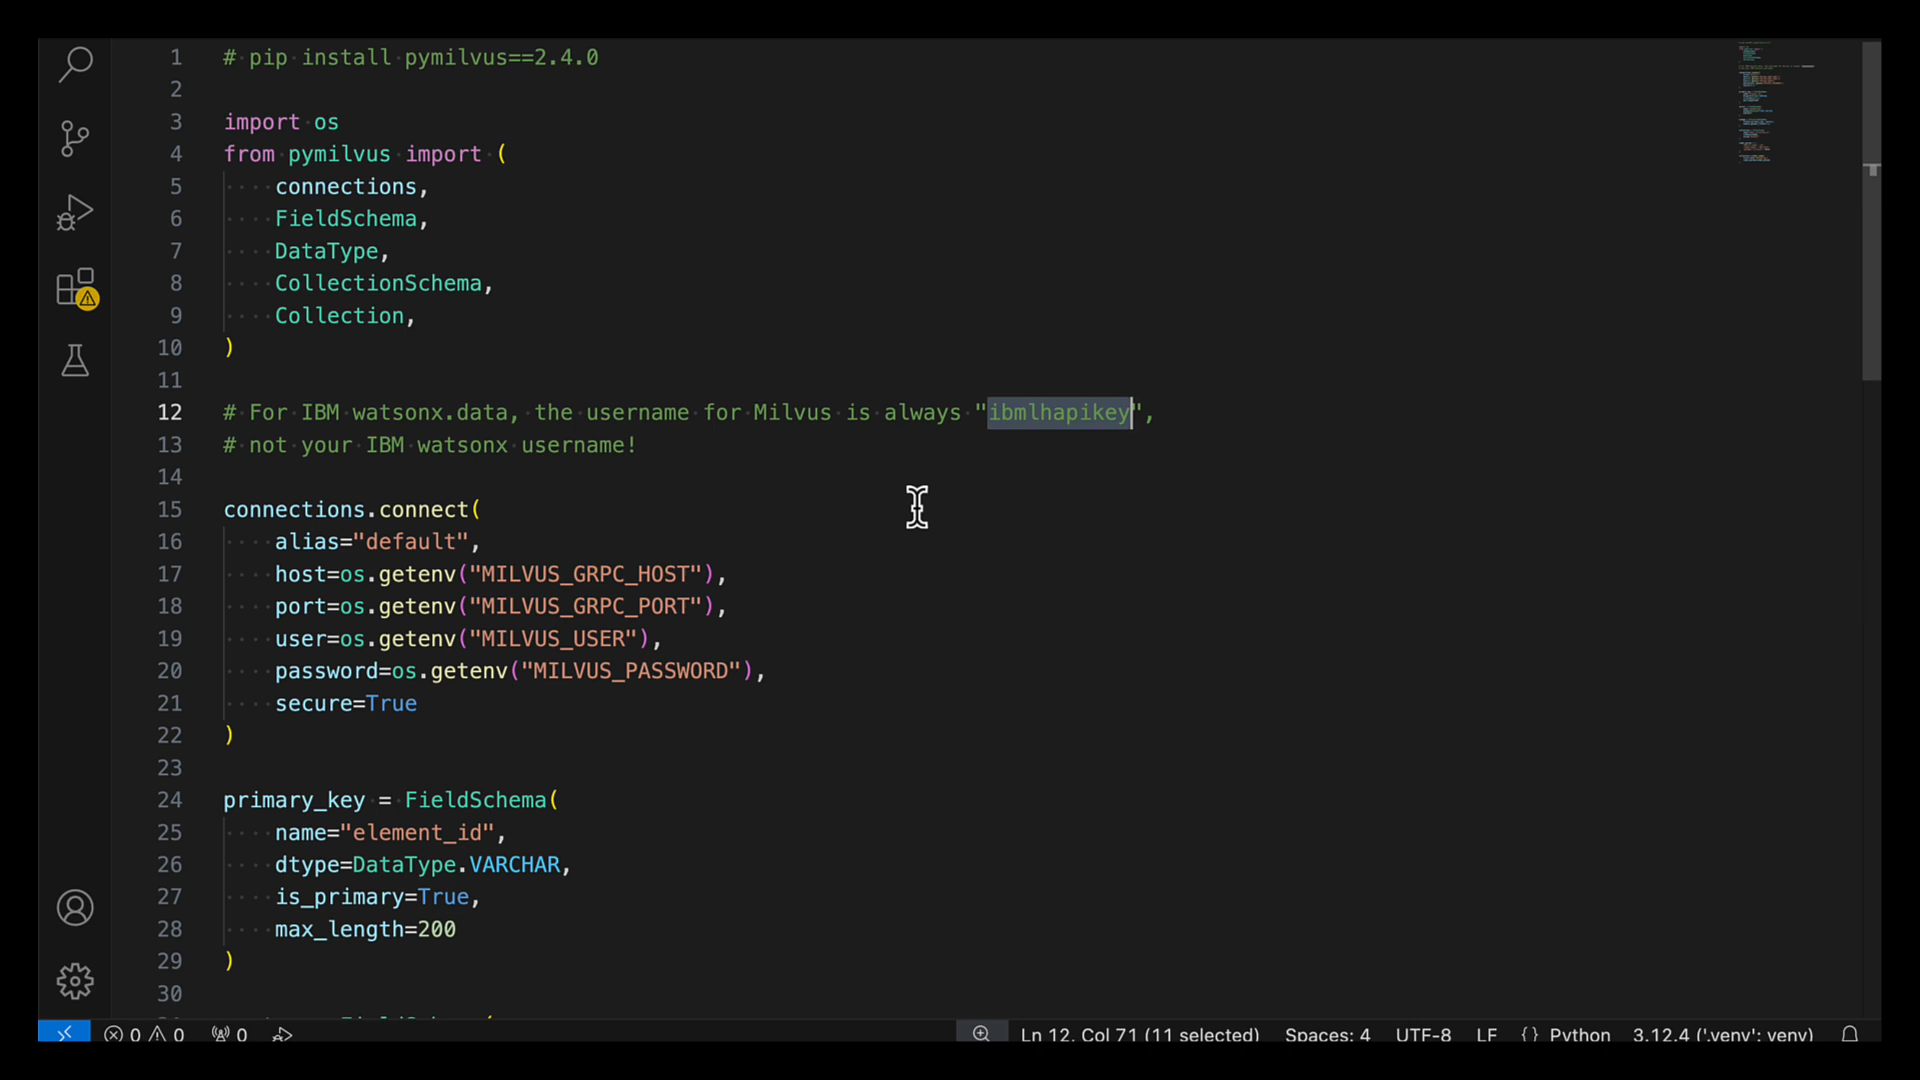 1 # pip install pymilvus==2.4.0
2
3 import os
4 from pymilvus import (
5 connections,
6 FieldSchema,
7 DataType,
8 CollectionSchema,
9 Collection,
10 )
11
12 # For IBM watsonx.data, the username for Milvus is always "ibmlhapikey",
13 # not your IBM watsonx username!
14
15 connections.connect(
16 alias="default",
17 host=os.getenv("MILVUS_GRPC_HOST"),
18 port=os.getenv("MILVUS_GRPC_PORT"),
19 user=os.getenv("MILVUS_USER"),
20 password=os.getenv("MILVUS_PASSWORD"),
21 secure=True
22 )
23
24 primary_key = FieldSchema(
25 name="element_id",
26 dtype=DataType.VARCHAR,
27 is_primary=True,
28 max_length=200
29 )
30
0 0 0 Ln 12, Col 71 (11 selected) Spaces: 4 UTF-8 LF {} Python 3.12.4 ('.venv': venv)